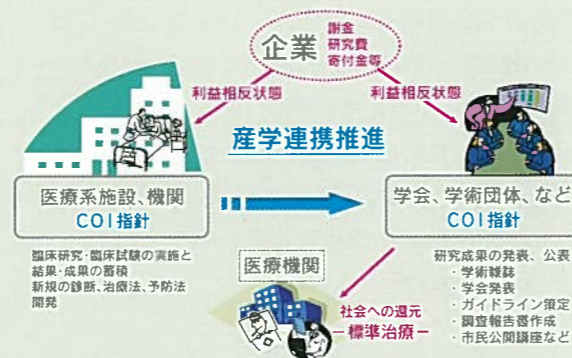 企業
謝金
研究費
寄付金等
利益相反状態
利益相反状態
産学連携推進
医療系施設、機関
COI指針
学会、学術団体、など
COI指針
臨床研究・臨床試験の実施と
結果・成果の蓄積
新規の診断、治療法、予防法
開発
医療機関
社会への還元
－標準治療－
研究成果の発表、公表
・学術雑誌
・学会発表
・ガイドライン策定
・調査報告書作成
・市民公開講座など